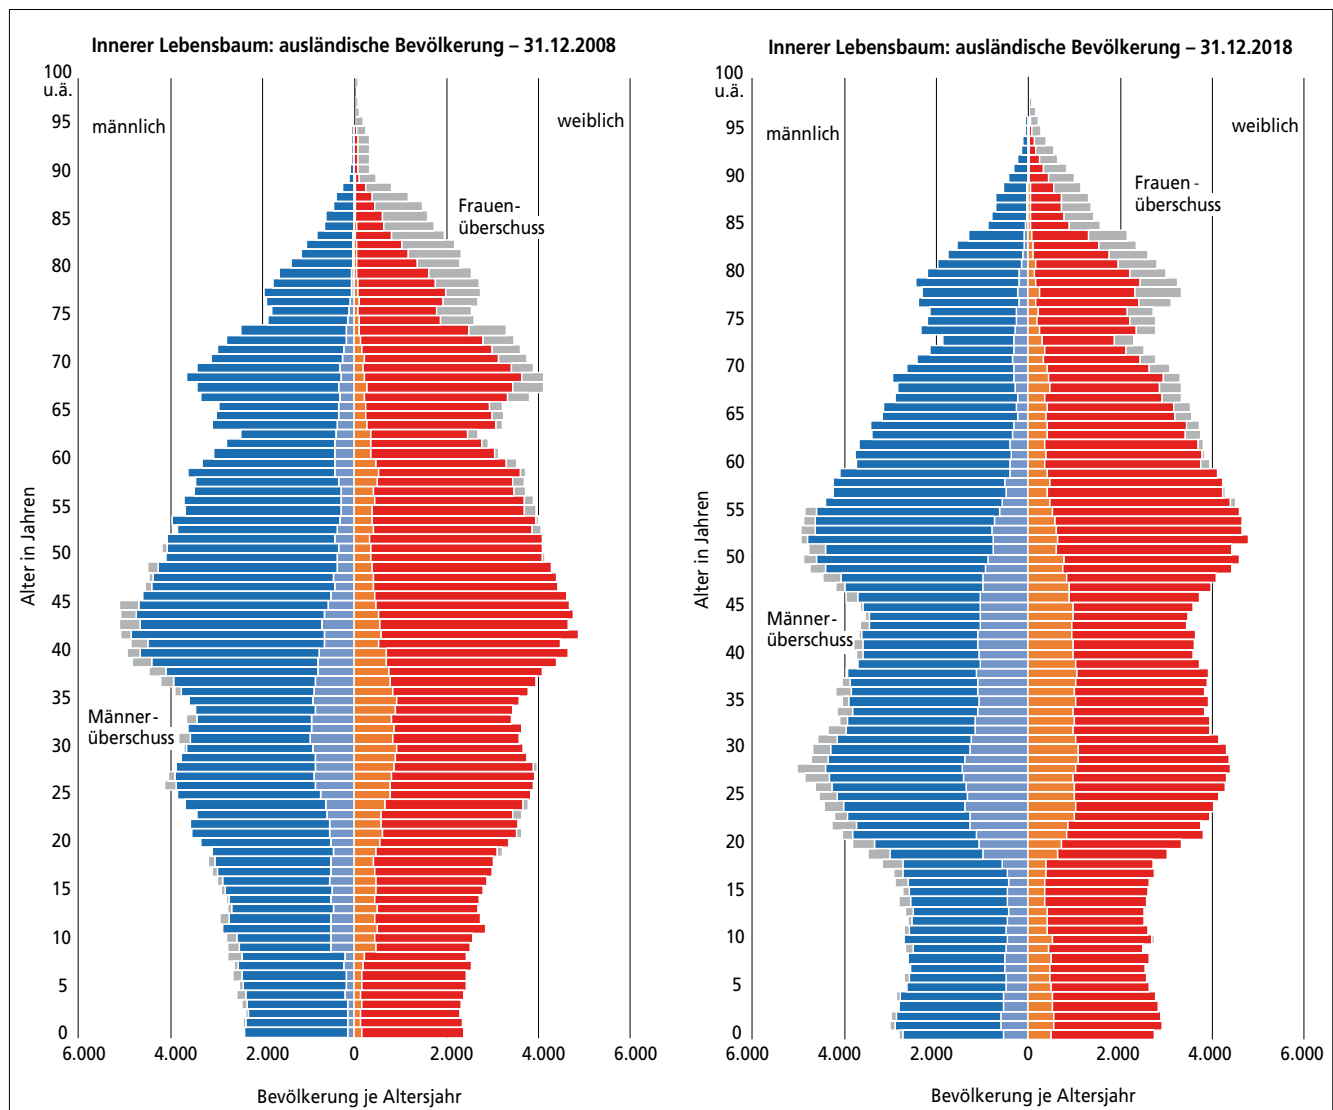 Innerer Lebensbaum: ausländische Bevölkerung – 31.12.2008
100
u.ä.
95
90
85
80
75
70
65
60
55
50
45
40
35
30
25
20
15
10
5
0
männlich
weiblich
Frauen-
überschuss
Männer-
überschuss
Alter in Jahren
6.000 4.000 2.000 0 2.000 4.000 6.000
Bevölkerung je Altersjahr
Innerer Lebensbaum: ausländische Bevölkerung – 31.12.2018
100
u.ä.
95
90
85
80
75
70
65
60
55
50
45
40
35
30
25
20
15
10
5
0
männlich
weiblich
Frauen-
überschuss
Männer-
überschuss
Alter in Jahren
6.000 4.000 2.000 0 2.000 4.000 6.000
Bevölkerung je Altersjahr